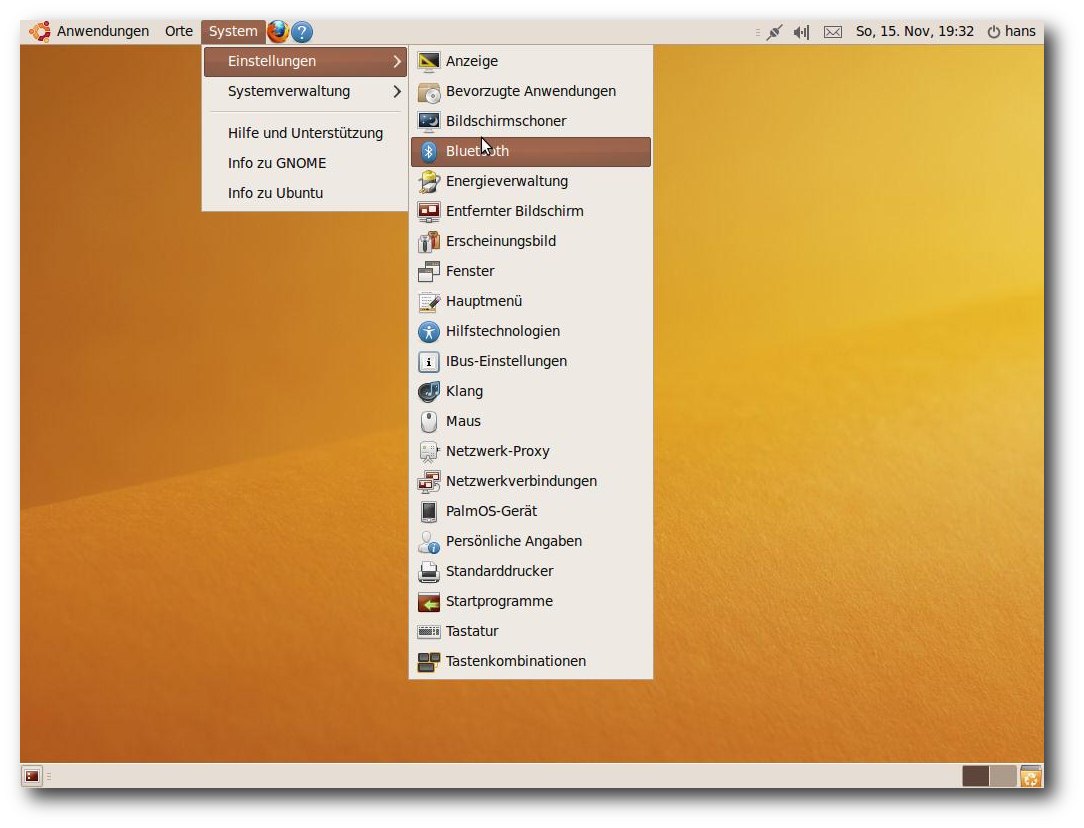 Anwendungen Orte System So, 15. Nov, 19:32 hans
Einstellungen
Systemverwaltung
Hilfe und Unterstützung
Info zu GNOME
Info zu Ubuntu
Anzeige
Bevorzugte Anwendungen
Bildschirmschoner
Bluetooth
Energieverwaltung
Entfernter Bildschirm
Erscheinungsbild
Fenster
Hauptmenü
Hilfstechnologien
IBus-Einstellungen
Klang
Maus
Netzwerk-Proxy
Netzwerkverbindungen
PalmOS-Gerät
Persönliche Angaben
Standarddrucker
Startprogramme
Tastatur
Tastenkombinationen